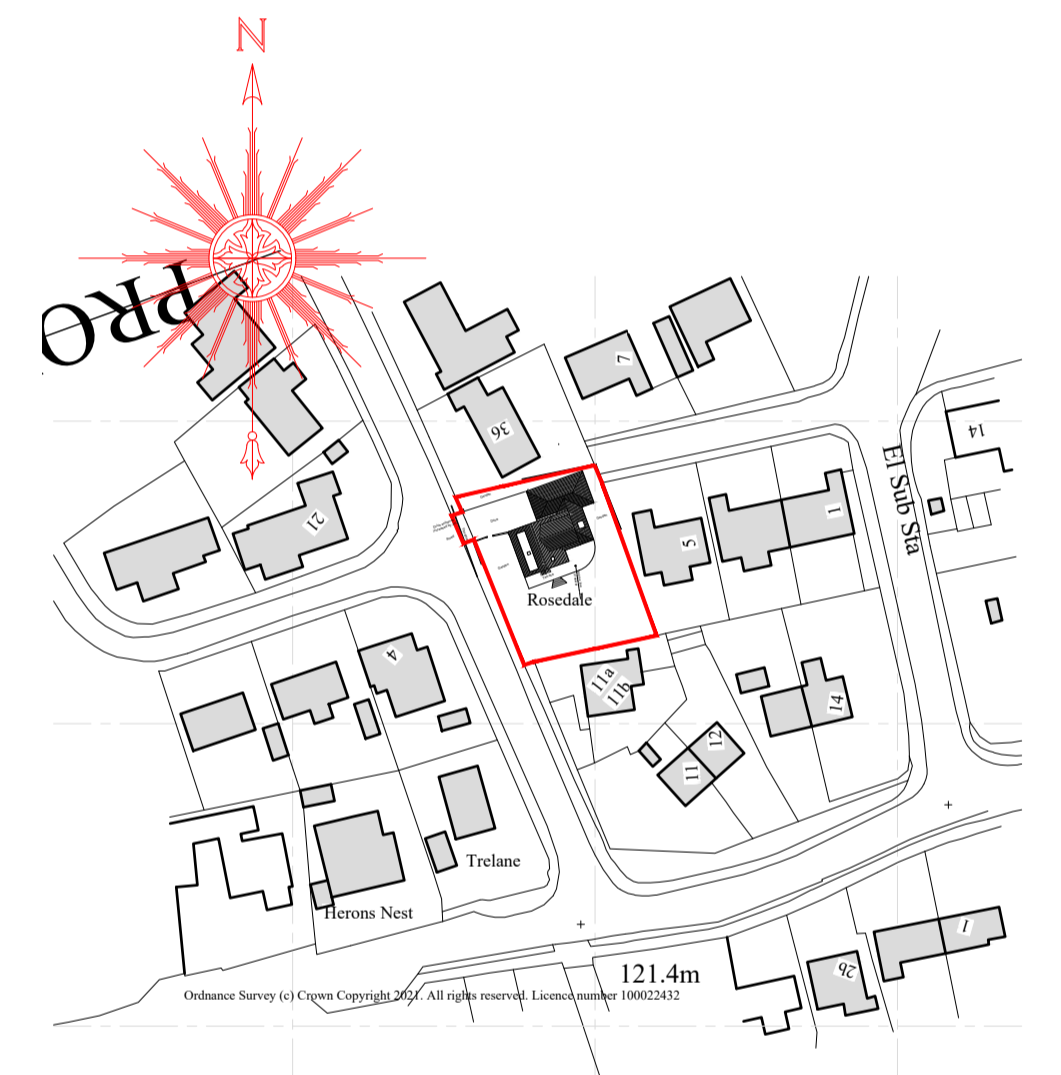 N
PRO
36
7
14
El Sub Sta
21
5
1
Rosedale
4
11a
11b
14
12
11
Trelane
Herons Nest
1
2b
121.4m
Ordnance Survey (c) Crown Copyright 2021. All rights reserved. Licence number 100022432